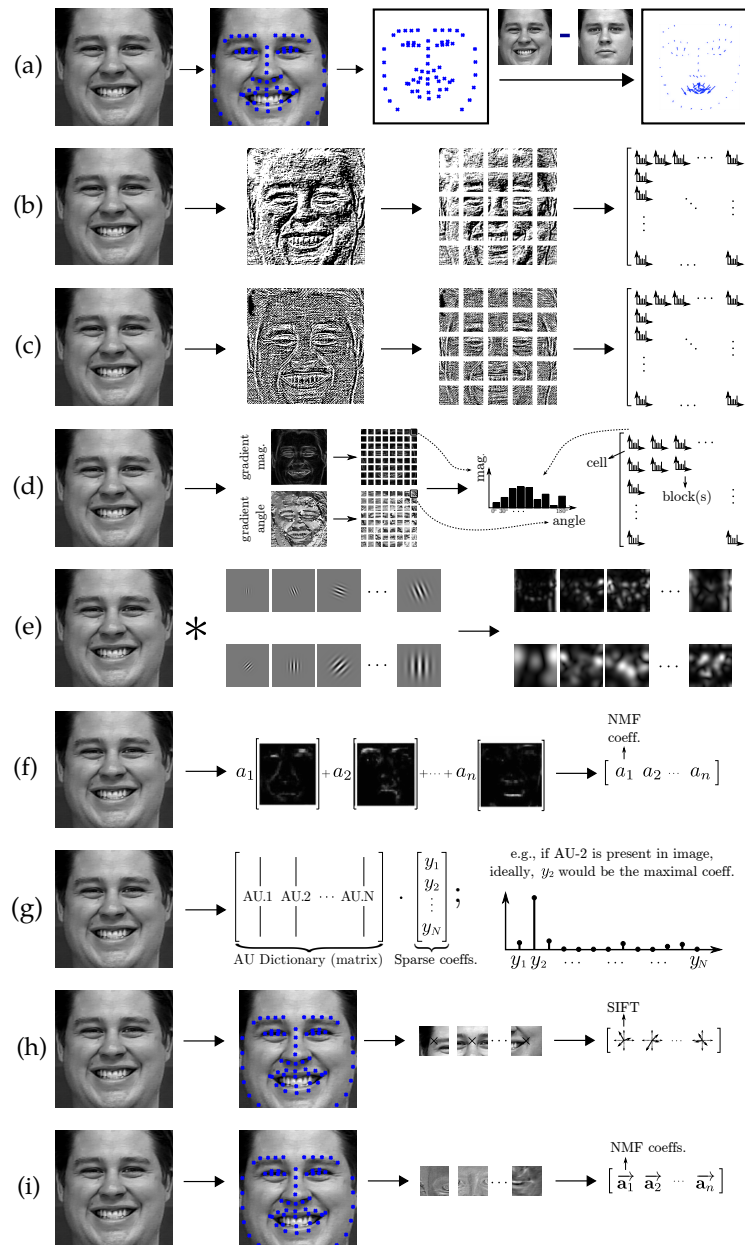 (a)
-
(b)
· · ·
(c)
· · ·
(d)
gradient
mag.
gradient
angle
mag.
angle
cell
block(s)
· · ·
(e)
*
· · ·
· · ·
· · ·
· · ·
NMF
coeff.
(f)
a₁ + a₂ + ··· + aₙ
[ a₁ a₂ ··· aₙ ]
e.g., if AU-2 is present in image,
ideally, y₂ would be the maximal coeff.
(g)
AU.1 AU.2 ··· AU.N
·
y₁
y₂
⋮
y_N
;
y₁ y₂ ··· ··· ··· y_N
AU Dictionary (matrix)
Sparse coeffs.
SIFT
(h)
· · ·
NMF coeffs.
(i)
· · ·
[ a₁ a₂ ··· aₙ ]